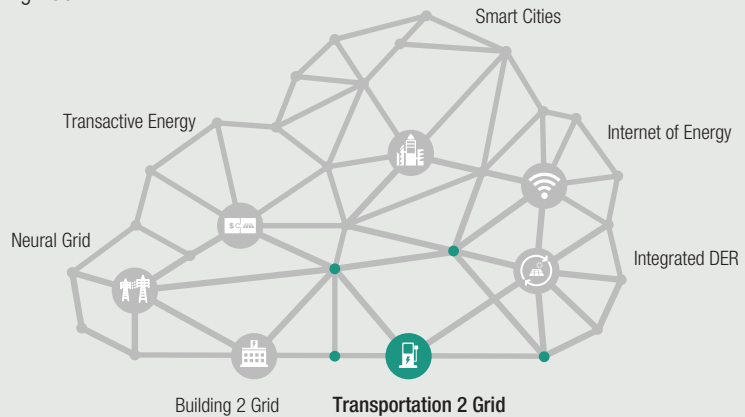 Smart Cities
Transactive Energy
Internet of Energy
Neural Grid
Integrated DER
Building 2 Grid
Transportation 2 Grid